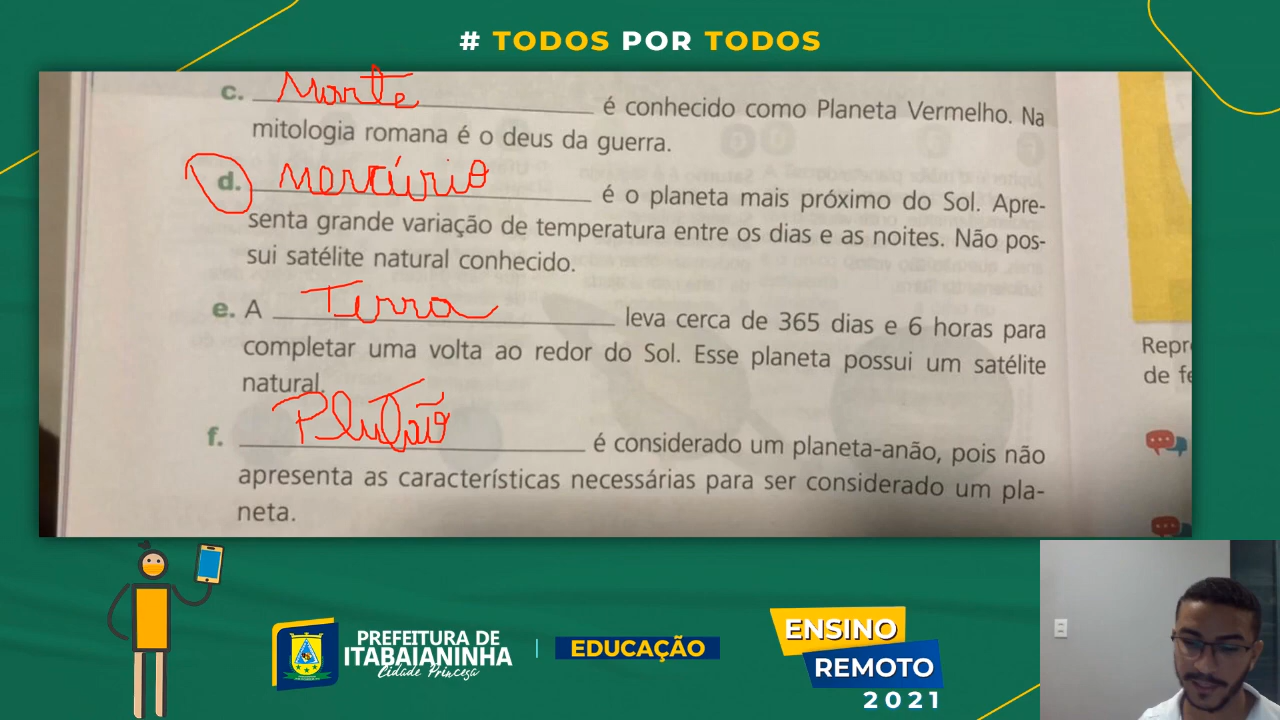 # TODOS POR TODOS
c. Marte é conhecido como Planeta Vermelho. Na
mitologia romana é o deus da guerra.
d. Mercúrio é o planeta mais próximo do Sol. Apre-
senta grande variação de temperatura entre os dias e as noites. Não pos-
sui satélite natural conhecido.
e. A Terra leva cerca de 365 dias e 6 horas para
completar uma volta ao redor do Sol. Esse planeta possui um satélite
natural.
f. Plutão é considerado um planeta-anão, pois não
apresenta as características necessárias para ser considerado um pla-
neta.
Repr
de fe
PREFEITURA DE
ITABAIANINHA
Cidade Princesa
EDUCAÇÃO
ENSINO
REMOTO
2021